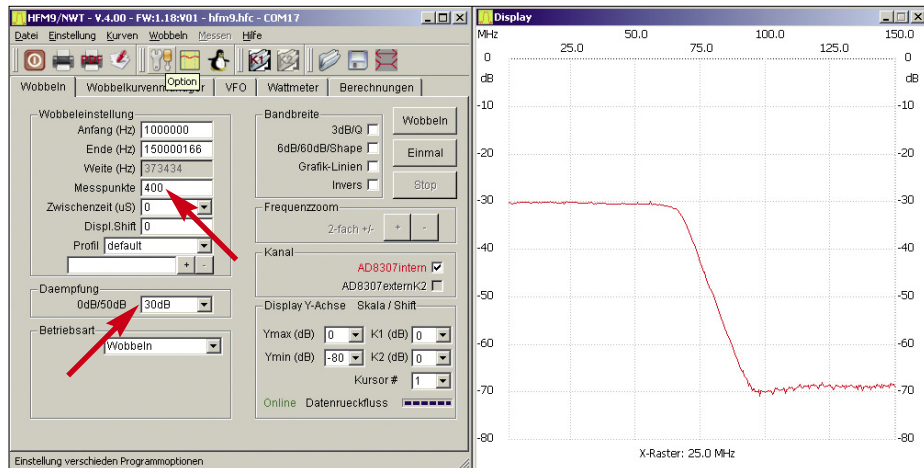 HFM9/NWT - V.4.00 - FW:1.18:V01 - hfm9.hfc - COM17
Datei Einstellung Kurven Wobbeln Messen Hilfe
PDF K1 K2
Option
Wobbeln Wobbelkurvenmanager VFO Wattmeter Berechnungen
Wobbeleinstellung
Anfang (Hz) 1000000
Ende (Hz) 150000166
Weite (Hz) 373434
Messpunkte 400
Zwischenzeit (uS) 0
Displ.Shift 0
Profil default
+ -
Daempfung
0dB/50dB 30dB
Betriebsart
Wobbeln
Bandbreite
3dB/Q
6dB/60dB/Shape
Grafik-Linien
Invers
Wobbeln
Einmal
Stop
Frequenzzoom
2-fach +/- + -
Kanal
AD8307intern
AD8307externK2
Display Y-Achse Skala / Shift
Ymax (dB) 0 K1 (dB) 0
Ymin (dB) -80 K2 (dB) 0
Kursor# 1
Online Datenrueckfluss
Einstellung verschieden Programmoptionen
Display
MHz 25.0 50.0 75.0 100.0 125.0 150.0
0 0
dB dB
-10 -10
-20 -20
-30 -30
-40 -40
-50 -50
-60 -60
-70 -70
-80 -80
X-Raster: 25.0 MHz